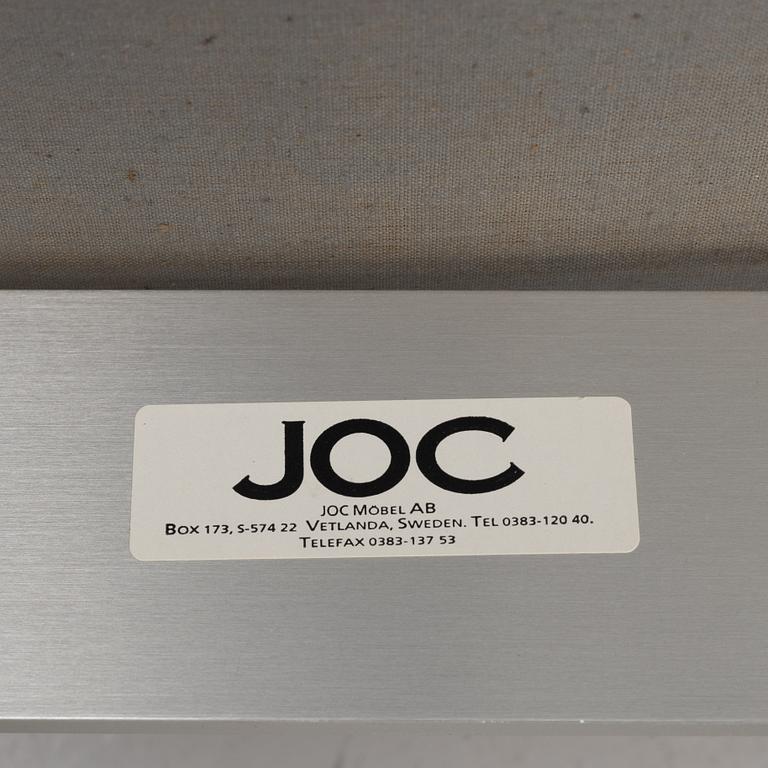 JOC
JOC MÖBEL AB
BOX 173, S-574 22 VETLANDA, SWEDEN. TEL 0383-120 40.
TELEFAX 0383-137 53